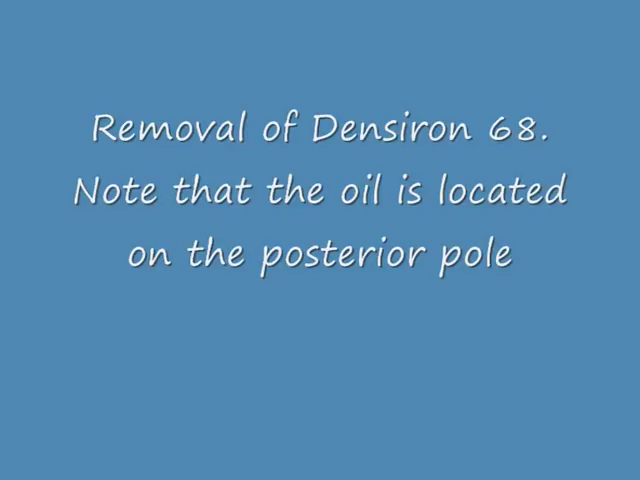 Removal of Densiron 68.
Note that the oil is located
on the posterior pole